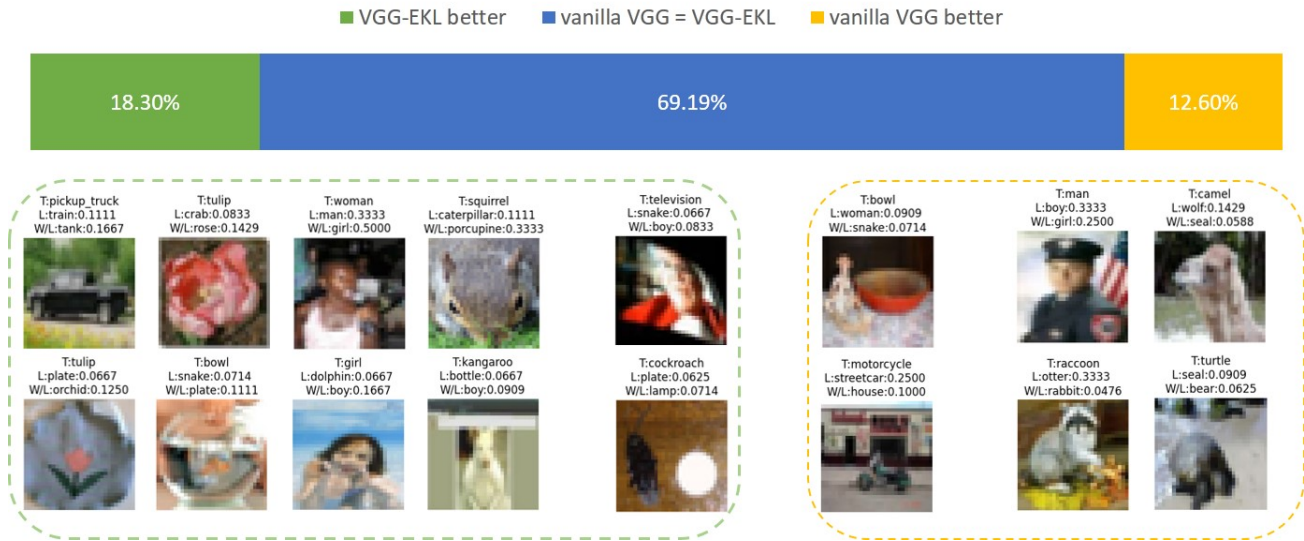 VGG-EKL better vanilla VGG = VGG-EKL vanilla VGG better
18.30% 69.19% 12.60%
T:pickup_truck
L:train:0.1111
W/L:tank:0.1667
T:tulip
L:crab:0.0833
W/L:rose:0.1429
T:woman
L:man:0.3333
W/L:girl:0.5000
T:squirrel
L:caterpillar:0.1111
W/L:porcupine:0.3333
T:television
L:snake:0.0667
W/L:boy:0.0833
T:bowl
L:woman:0.0909
W/L:snake:0.0714
T:man
L:boy:0.3333
W/L:girl:0.2500
T:camel
L:wolf:0.1429
W/L:seal:0.0588
T:tulip
L:plate:0.0667
W/L:orchid:0.1250
T:bowl
L:snake:0.0714
W/L:plate:0.1111
T:girl
L:dolphin:0.0667
W/L:boy:0.1667
T:kangaroo
L:bottle:0.0667
W/L:boy:0.0909
T:cockroach
L:plate:0.0625
W/L:lamp:0.0714
T:motorcycle
L:streetcar:0.2500
W/L:house:0.1000
T:raccoon
L:otter:0.3333
W/L:rabbit:0.0476
T:turtle
L:seal:0.0909
W/L:bear:0.0625